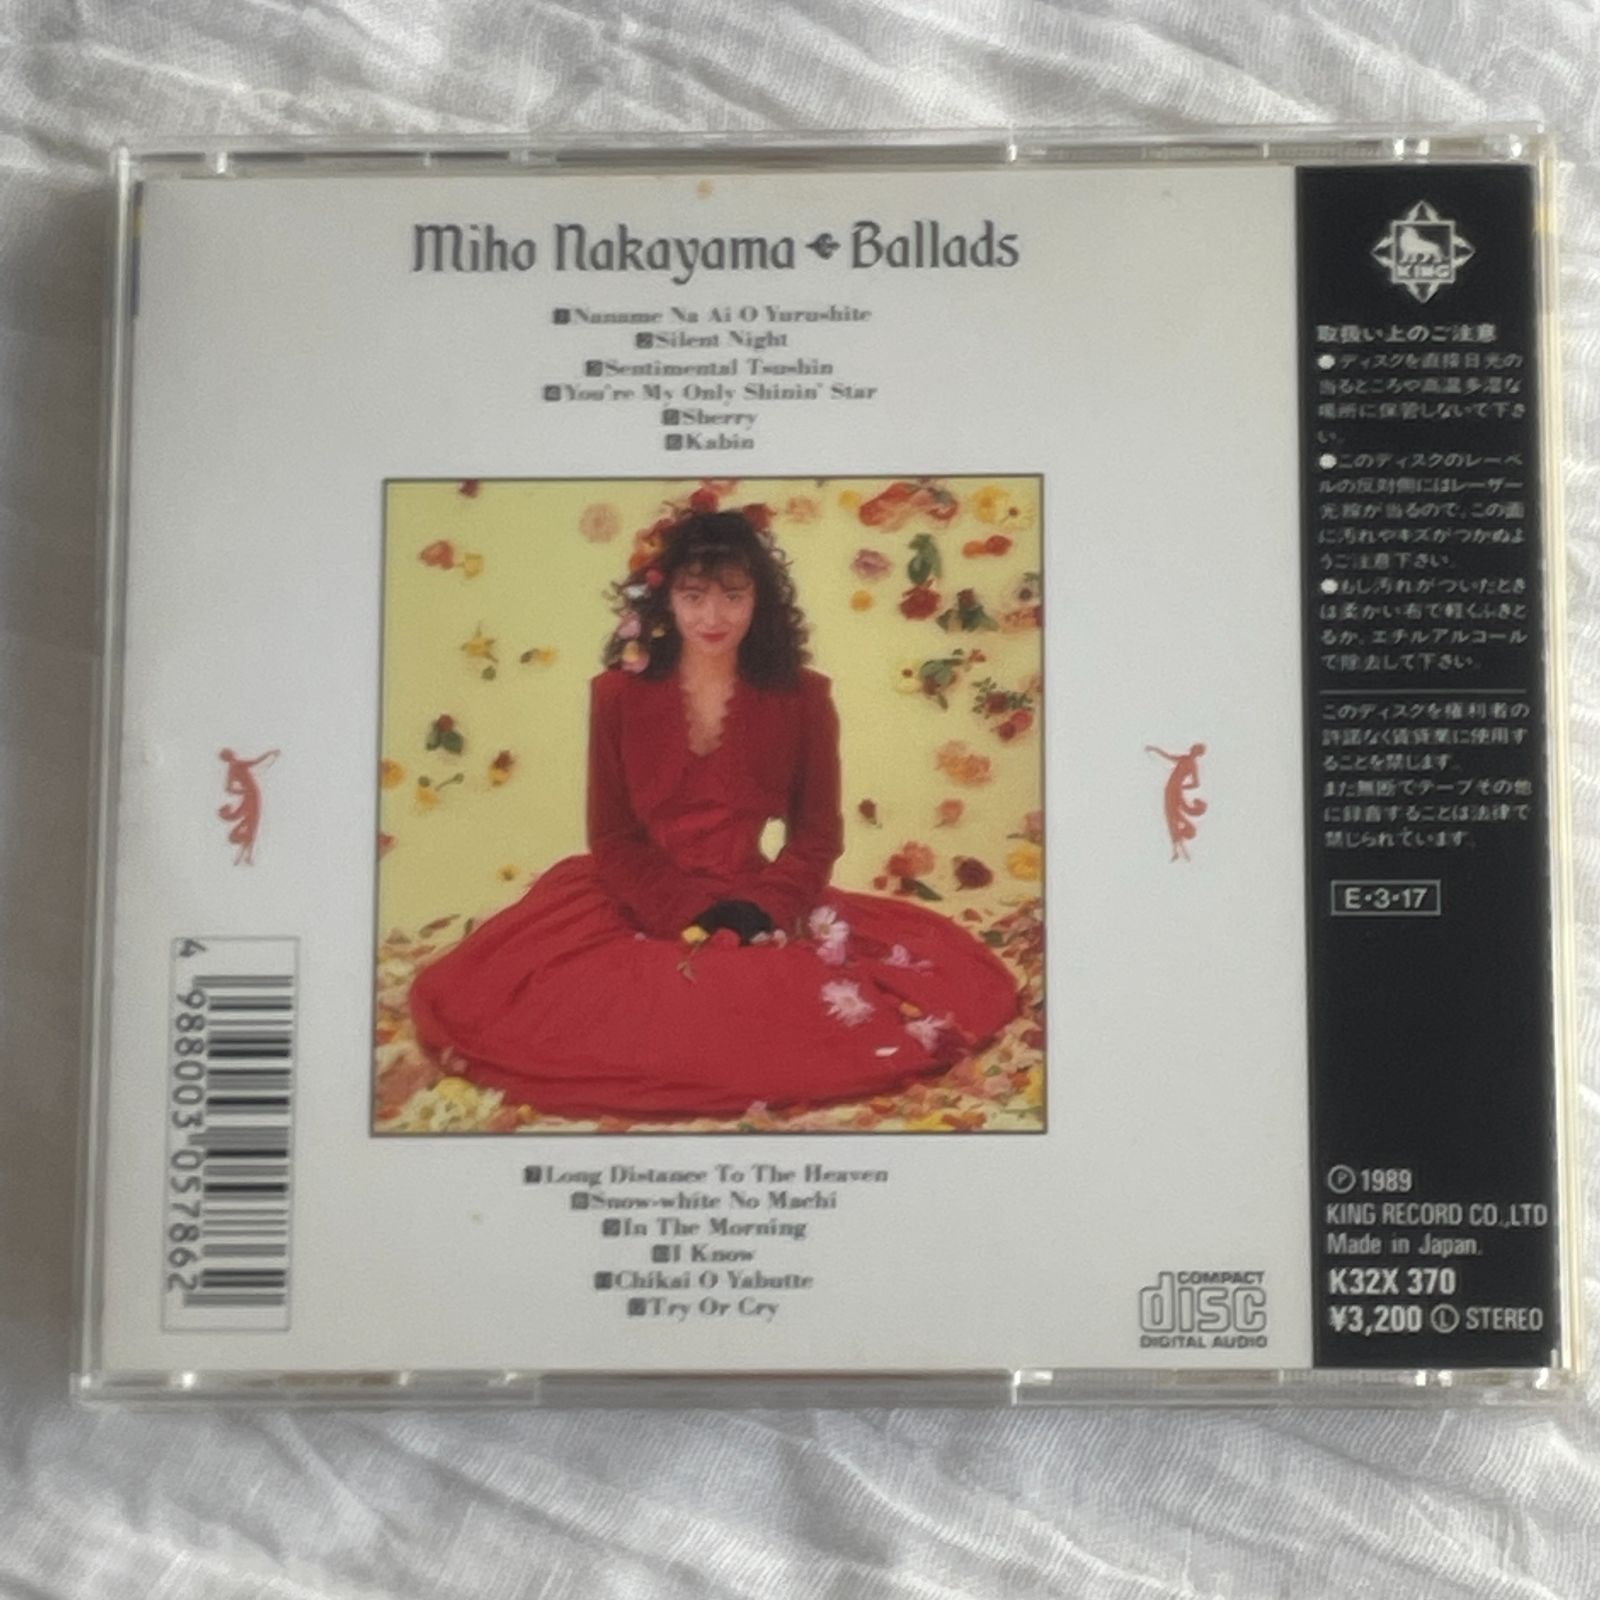 Miho Nakayama Ballads
1 Naname Na Ai O Yurushite
2 Silent Night
3 Sentimental Tsushin
4 You're My Only Shinin' Star
5 Sherry
6 Kabin
7 Long Distance To The Heaven
8 Snow-white No Machi
9 In The Morning
10 I Know
11 Chikai O Yabutte
12 Try Or Cry
4 988003 057862
COMPACT
disc
DIGITAL AUDIO
KING
取扱い上のご注意
●ディスクを直接日光の
当るところや高温多湿な
場所に保管しないで下さ
い。
●このディスクのレーベ
ルの反対側にはレーザー
光線が当るので、この面
に汚れやキズがつかぬよ
うご注意下さい。
●もし汚れがついたとき
は柔かい布で軽くふきと
るか、エチルアルコール
で除去して下さい。
このディスクを権利者の
許諾なく賃貸業に使用す
ることを禁じます。
また無断でテープその他
に録音することは法律で
禁じられています。
E・3・17
Ⓟ1989
KING RECORD CO.,LTD
Made in Japan.
K32X 370
¥3,200 Ⓛ STEREO